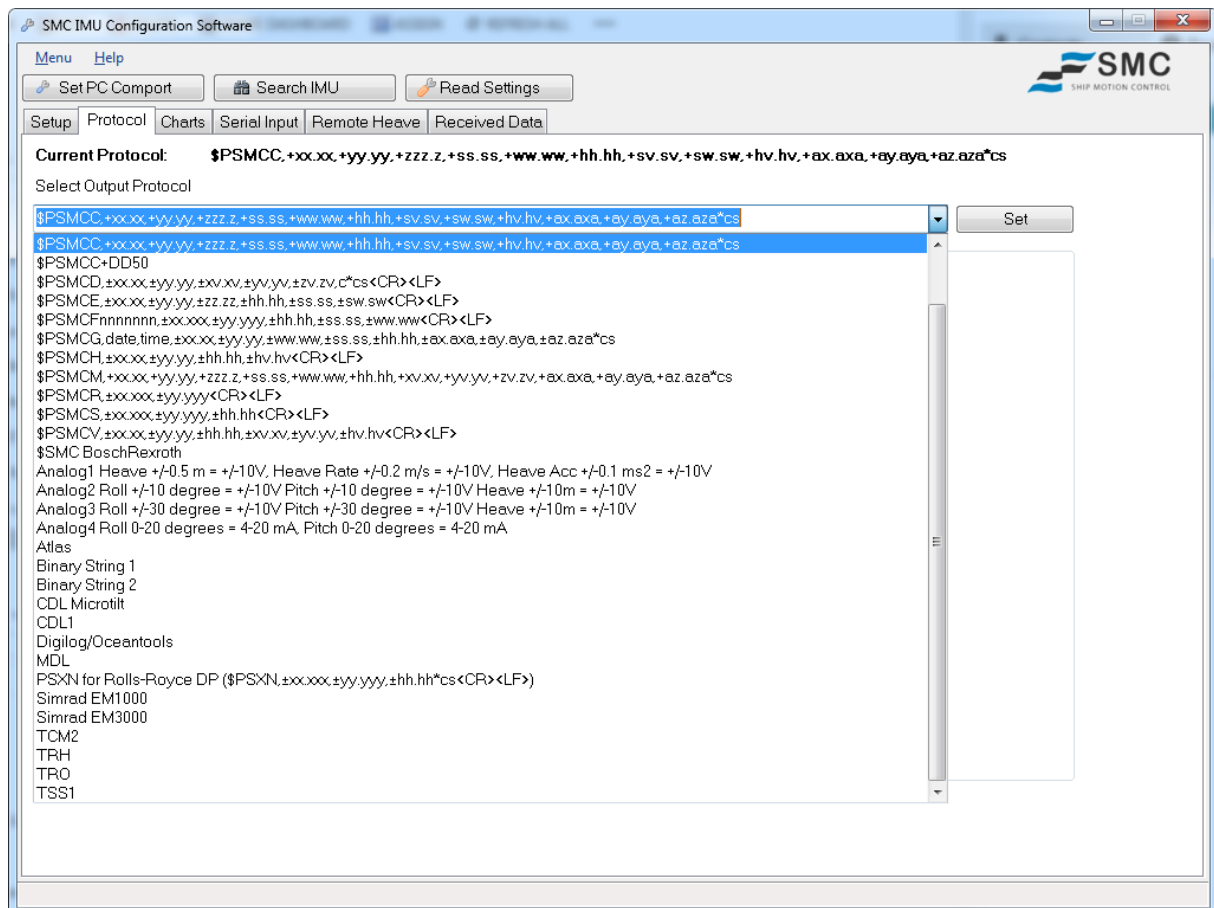 SMC IMU Configuration Software
Menu Help
SMC
SHIP MOTION CONTROL
Set PC Comport Search IMU Read Settings
Setup Protocol Charts Serial Input Remote Heave Received Data
Current Protocol: $PSMCC,+xx.xx,+yy.yy,+zzz.z,+ss.ss,+ww.ww,+hh.hh,+sv.sv,+sw.sw,+hv.hv,+ax.axa,+ay.aya,+az.aza*cs
Select Output Protocol
$PSMCC,+xx.xx,+yy.yy,+zzz.z,+ss.ss,+ww.ww,+hh.hh,+sv.sv,+sw.sw,+hv.hv,+ax.axa,+ay.aya,+az.aza*cs Set
$PSMCC,+xx.xx,+yy.yy,+zzz.z,+ss.ss,+ww.ww,+hh.hh,+sv.sv,+sw.sw,+hv.hv,+ax.axa,+ay.aya,+az.aza*cs
$PSMCC+DD50
$PSMCD,±xx.xx,±yy.yy,±xv.xv,±yv.yv,±zv.zv,c*cs<CR><LF>
$PSMCE,±xx.xx,±yy.yy,±zz.zz,±hh.hh,±ss.ss,±sw.sw<CR><LF>
$PSMCFnnnnnnn,±xx.xxx,±yy.yyy,±hh.hh,±ss.ss,±ww.ww<CR><LF>
$PSMCG,date,time,±xx.xx,±yy.yy,±ww.ww,±ss.ss,±hh.hh,±ax.axa,±ay.aya,±az.aza*cs
$PSMCH,±xx.xx,±yy.yy,±hh.hh,±hv.hv<CR><LF>
$PSMCM,+xx.xx,+yy.yy,+zzz.z,+ss.ss,+ww.ww,+hh.hh,+xv.xv,+yv.yv,+zv.zv,+ax.axa,+ay.aya,+az.aza*cs
$PSMCR,±xx.xxx,±yy.yyy<CR><LF>
$PSMCS,±xx.xxx,±yy.yyy,±hh.hh<CR><LF>
$PSMCV,±xx.xx,±yy.yy,±hh.hh,±xv.xv,±yv.yv,±hv.hv<CR><LF>
$SMC BoschRexroth
Analog1 Heave +/-0.5 m = +/-10V, Heave Rate +/-0.2 m/s = +/-10V, Heave Acc +/-0.1 ms2 = +/-10V
Analog2 Roll +/-10 degree = +/-10V Pitch +/-10 degree = +/-10V Heave +/-10m = +/-10V
Analog3 Roll +/-30 degree = +/-10V Pitch +/-30 degree = +/-10V Heave +/-10m = +/-10V
Analog4 Roll 0-20 degrees = 4-20 mA, Pitch 0-20 degrees = 4-20 mA
Atlas
Binary String 1
Binary String 2
CDL Microtilt
CDL1
Digilog/Oceantools
MDL
PSXN for Rolls-Royce DP ($PSXN,±xx.xxx,±yy.yyy,±hh.hh*cs<CR><LF>)
Simrad EM1000
Simrad EM3000
TCM2
TRH
TRO
TSS1